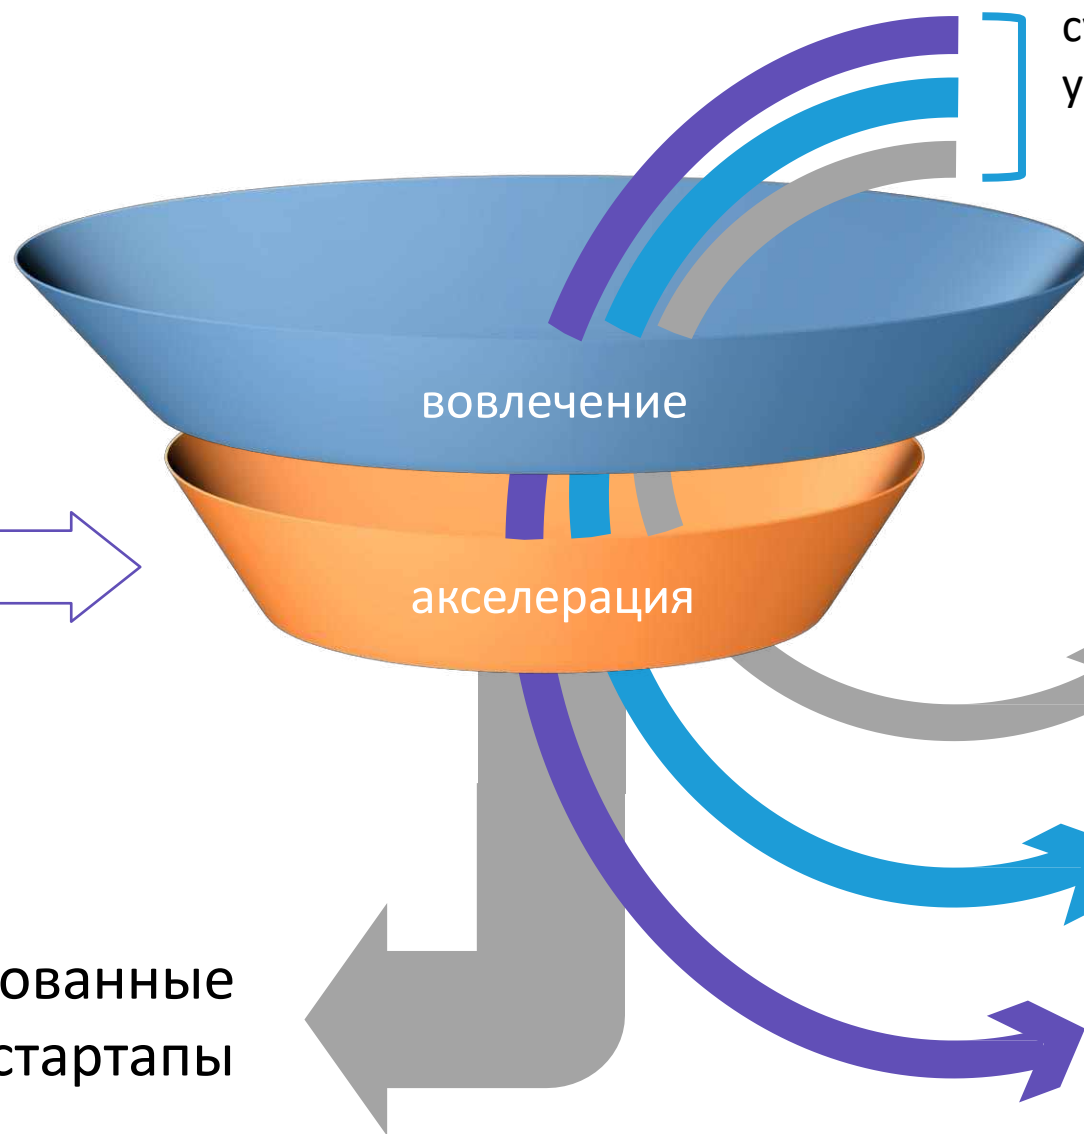 вовлечение
акселерация
ованные
стартапы